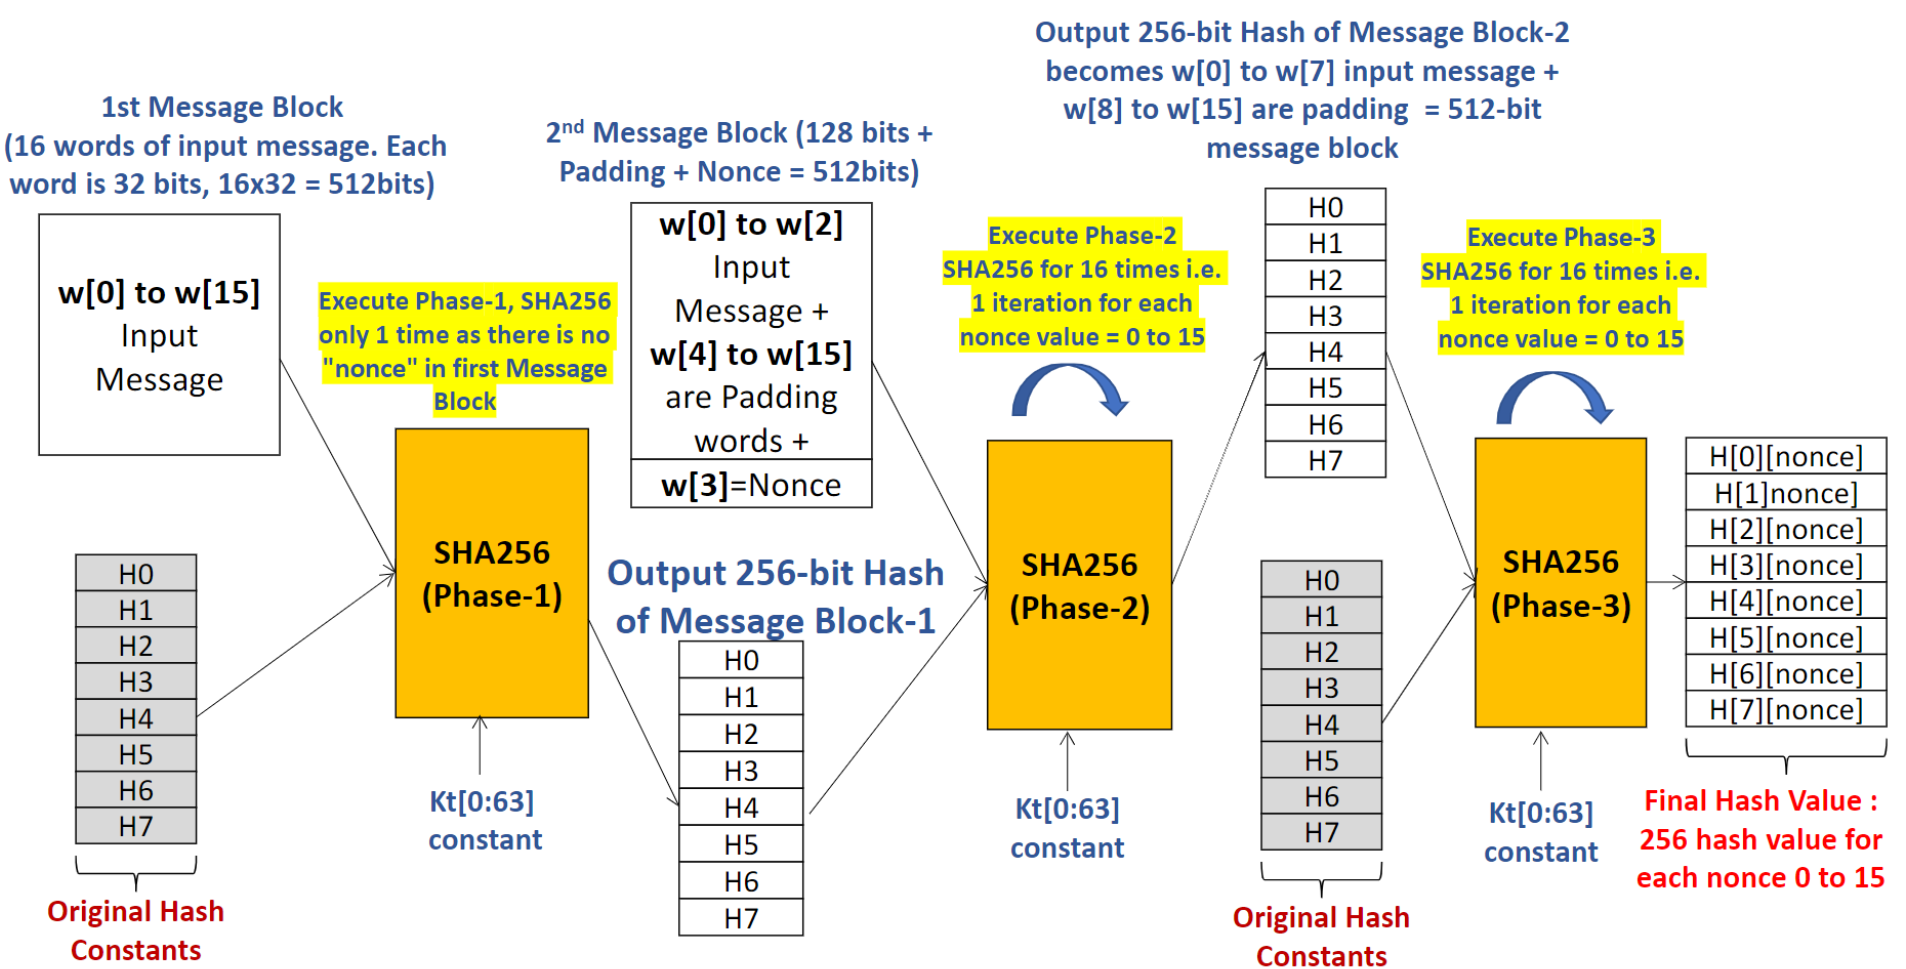 1st Message Block
(16 words of input message. Each
word is 32 bits, 16x32 = 512bits)
w[0] to w[15]
Input
Message
H0
H1
H2
H3
H4
H5
H6
H7
Original Hash
Constants
Execute Phase-1, SHA256
only 1 time as there is no
"nonce" in first Message
Block
SHA256
(Phase-1)
Kt[0:63]
constant
2nd Message Block (128 bits +
Padding + Nonce = 512bits)
w[0] to w[2]
Input
Message +
w[4] to w[15]
are Padding
words +
w[3]=Nonce
Output 256-bit Hash
of Message Block-1
H0
H1
H2
H3
H4
H5
H6
H7
Execute Phase-2
SHA256 for 16 times i.e.
1 iteration for each
nonce value = 0 to 15
SHA256
(Phase-2)
Kt[0:63]
constant
Output 256-bit Hash of Message Block-2
becomes w[0] to w[7] input message +
w[8] to w[15] are padding = 512-bit
message block
H0
H1
H2
H3
H4
H5
H6
H7
H0
H1
H2
H3
H4
H5
H6
H7
Original Hash
Constants
Execute Phase-3
SHA256 for 16 times i.e.
1 iteration for each
nonce value = 0 to 15
SHA256
(Phase-3)
Kt[0:63]
constant
H[0][nonce]
H[1]nonce]
H[2][nonce]
H[3][nonce]
H[4][nonce]
H[5][nonce]
H[6][nonce]
H[7][nonce]
Final Hash Value :
256 hash value for
each nonce 0 to 15